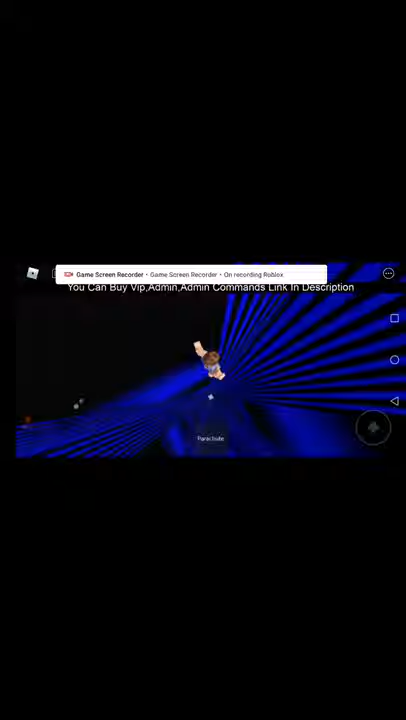 Game Screen Recorder • Game Screen Recorder • On recording Roblox
You Can Buy Vip,Admin,Admin Commands Link In Description
Parachute